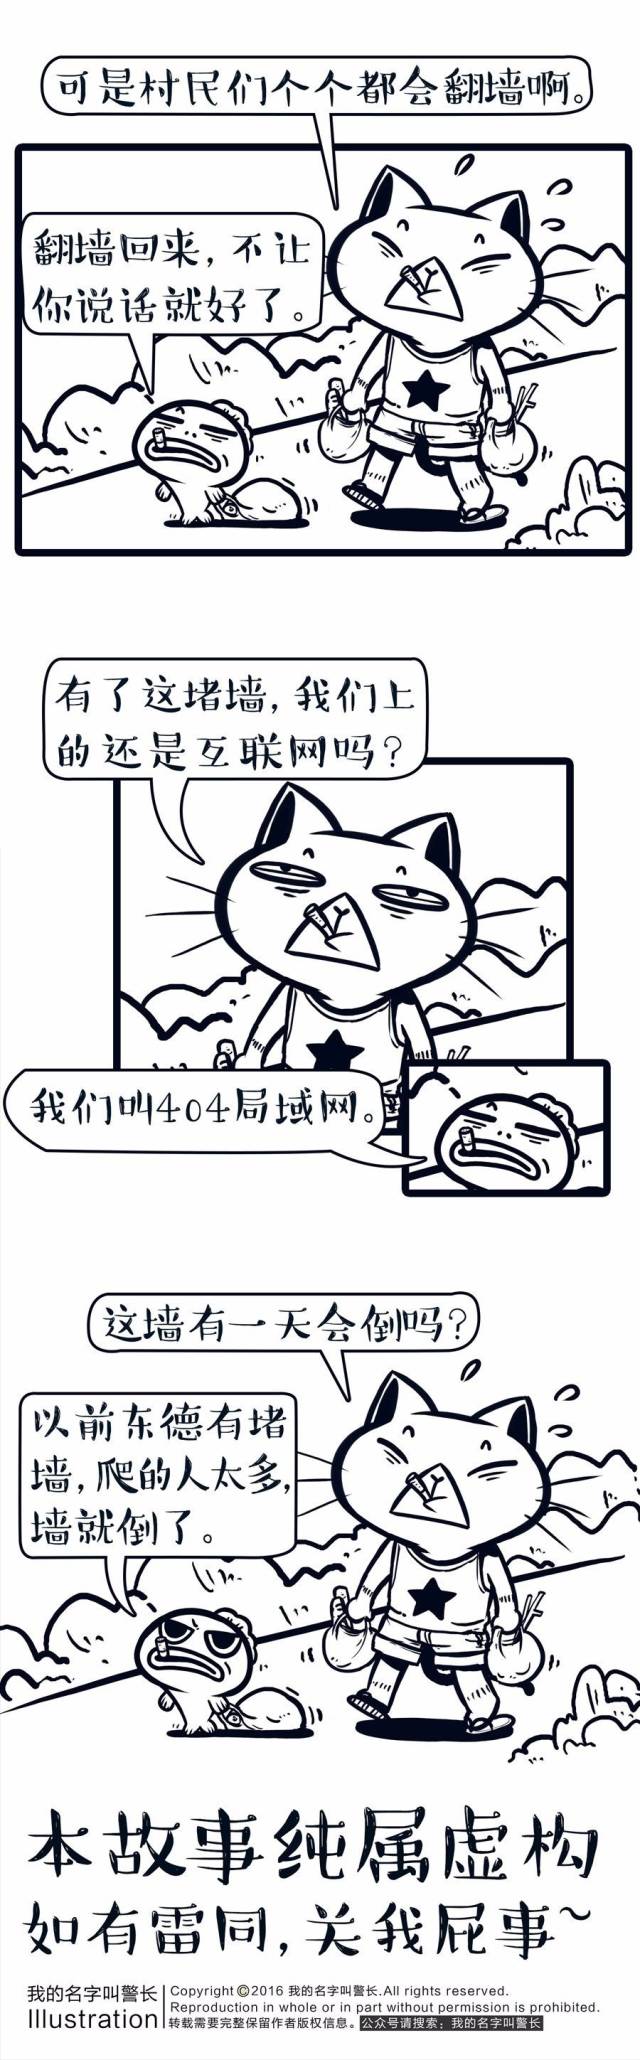 可是村民们个个都会翻墙啊。
翻墙回来，不让
你说话就好了。
有了这堵墙，我们上
的还是互联网吗？
我们叫404局域网。
这墙有一天会倒吗？
以前东德有堵
墙，爬的人太多，
墙就倒了。
本故事纯属虚构
如有雷同，关我屁事~
我的名字叫警长
Illustration
Copyright ©2016 我的名字叫警长.All rights reserved.
Reproduction in whole or in part without permission is prohibited.
转载需要完整保留作者版权信息。公众号请搜索：我的名字叫警长